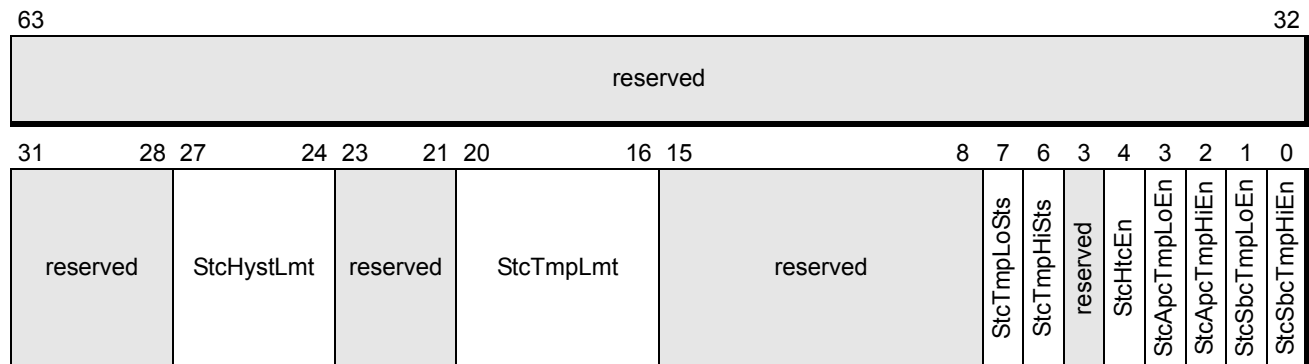 63 32
reserved
31 28 27 24 23 21 20 16 15 8 7 6 3 4 3 2 1 0
reserved StcHystLmt reserved StcTmpLmt reserved StcTmpLoSts StcTmpHiSts reserved StcHtcEn StcApcTmpLoEn StcApcTmpHiEn StcSbcTmpLoEn StcSbcTmpHiEn